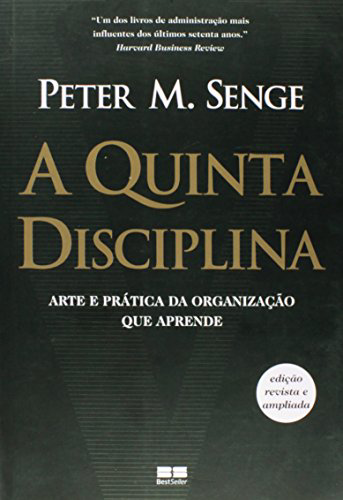 "Um dos livros de administração mais
influentes dos últimos setenta anos."
Harvard Business Review
PETER M. SENGE
A QUINTA
DISCIPLINA
ARTE E PRÁTICA DA ORGANIZAÇÃO
QUE APRENDE
edição
revista e
ampliada
BestSeller